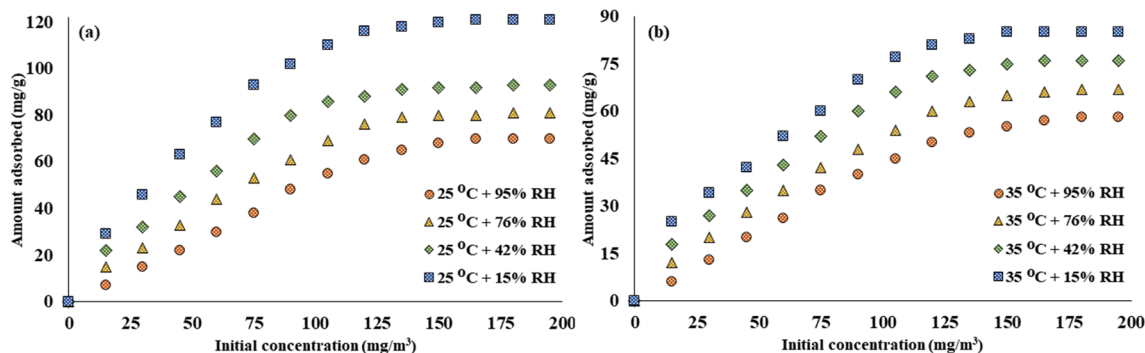 (a)
Amount adsorbed (mg/g)
120
100
80
60
40
20
0
25 ⁰C + 95% RH
25 ⁰C + 76% RH
25 ⁰C + 42% RH
25 ⁰C + 15% RH
0 25 50 75 100 125 150 175 200
Initial concentration (mg/m³)
(b)
Amount adsorbed (mg/g)
90
75
60
45
30
15
0
35 ⁰C + 95% RH
35 ⁰C + 76% RH
35 ⁰C + 42% RH
35 ⁰C + 15% RH
0 25 50 75 100 125 150 175 200
Initial concentration (mg/m³)